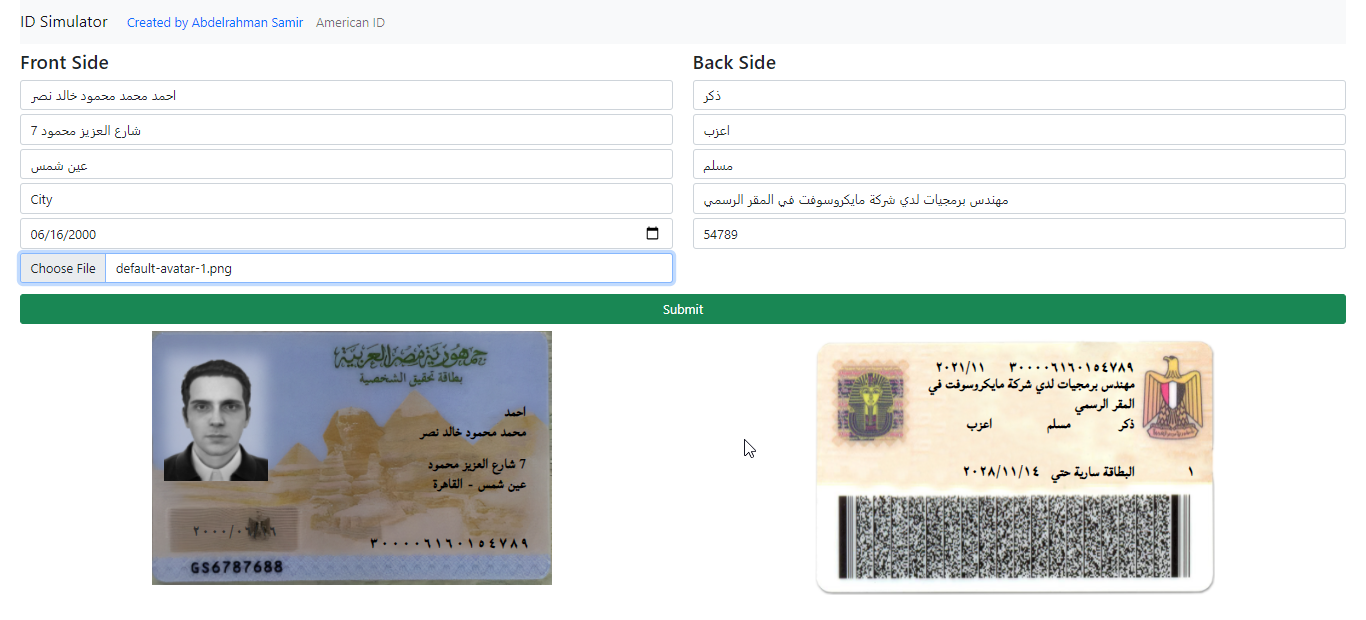 ID Simulator Created by Abdelrahman Samir American ID
Front Side
احمد محمد محمود خالد نصر
شارع العزيز محمود 7
عين شمس
City
06/16/2000
Choose File default-avatar-1.png
Back Side
ذكر
اعزب
مسلم
مهندس برمجيات لدي شركة مايكروسوفت في المقر الرسمي
54789
Submit
جمهورية مصر العربية
بطاقة تحقيق الشخصية
احمد
محمد محمود خالد نصر
7 شارع العزيز محمود
عين شمس - القاهرة
٣٠٠٠٠٦١٦٠١٥٤٧٨٩
GS6787688
٢٠٢١/١١ ٣٠٠٠٠٦١٦٠١٥٤٧٨٩
مهندس برمجيات لدي شركة مايكروسوفت في
المقر الرسمي
ذكر مسلم اعزب
البطاقة سارية حتي ٢٠٢٨/١١/١٤ ١